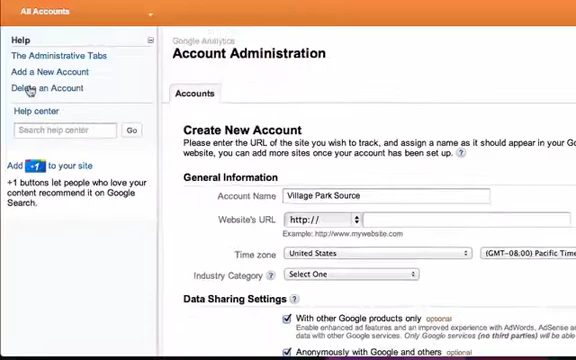 All Accounts
Help
The Administrative Tabs
Add a New Account
Delete an Account
Help center
Search help center
Go
Add +1 to your site
+1 buttons let people who love your
content recommend it on Google
Search.
Google Analytics
Account Administration
Accounts
Create New Account
Please enter the URL of the site you wish to track, and assign a name as it should appear in your Go
website, you can add more sites once your account has been set up. ?
General Information
Account Name Village Park Source
Website's URL http://
Example: http://www.mywebsite.com
Time zone United States (GMT-08:00) Pacific Time
Industry Category ? Select One
Data Sharing Settings ?
With other Google products only optional
Enable enhanced ad features and an improved experience with AdWords, AdSense an
data with other Google services. Only Google services (no third parties) will be able
Anonymously with Google and others optional